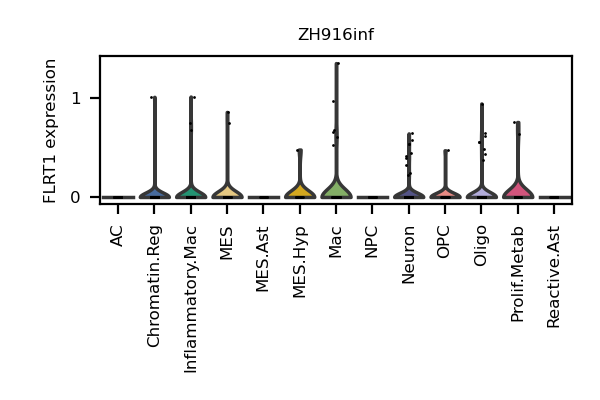 ZH916inf
FLRT1 expression
1
0
AC
Chromatin.Reg
Inflammatory.Mac
MES
MES.Ast
MES.Hyp
Mac
NPC
Neuron
OPC
Oligo
Prolif.Metab
Reactive.Ast